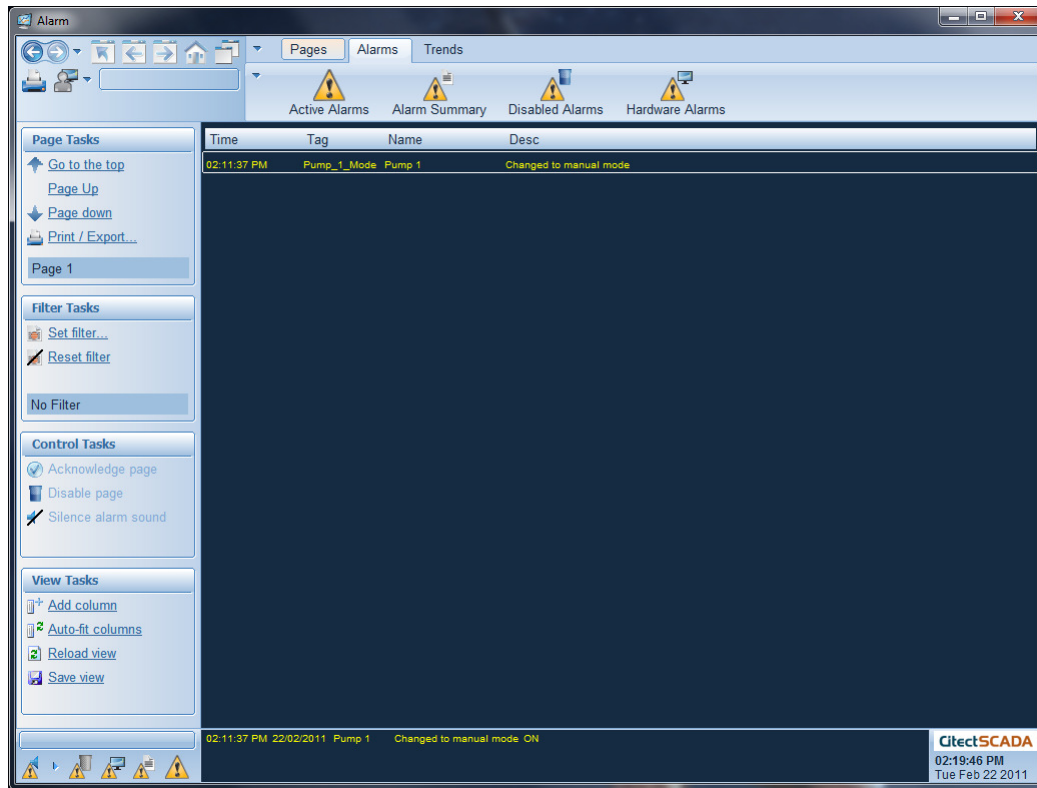 Alarm
Pages Alarms Trends
Active Alarms Alarm Summary Disabled Alarms Hardware Alarms
Page Tasks
Go to the top
Page Up
Page down
Print / Export...
Page 1
Filter Tasks
Set filter...
Reset filter
No Filter
Control Tasks
Acknowledge page
Disable page
Silence alarm sound
View Tasks
Add column
Auto-fit columns
Reload view
Save view
Time Tag Name Desc
02:11:37 PM Pump_1_Mode Pump 1 Changed to manual mode
02:11:37 PM 22/02/2011 Pump 1 Changed to manual mode ON
CitectSCADA
02:19:46 PM
Tue Feb 22 2011